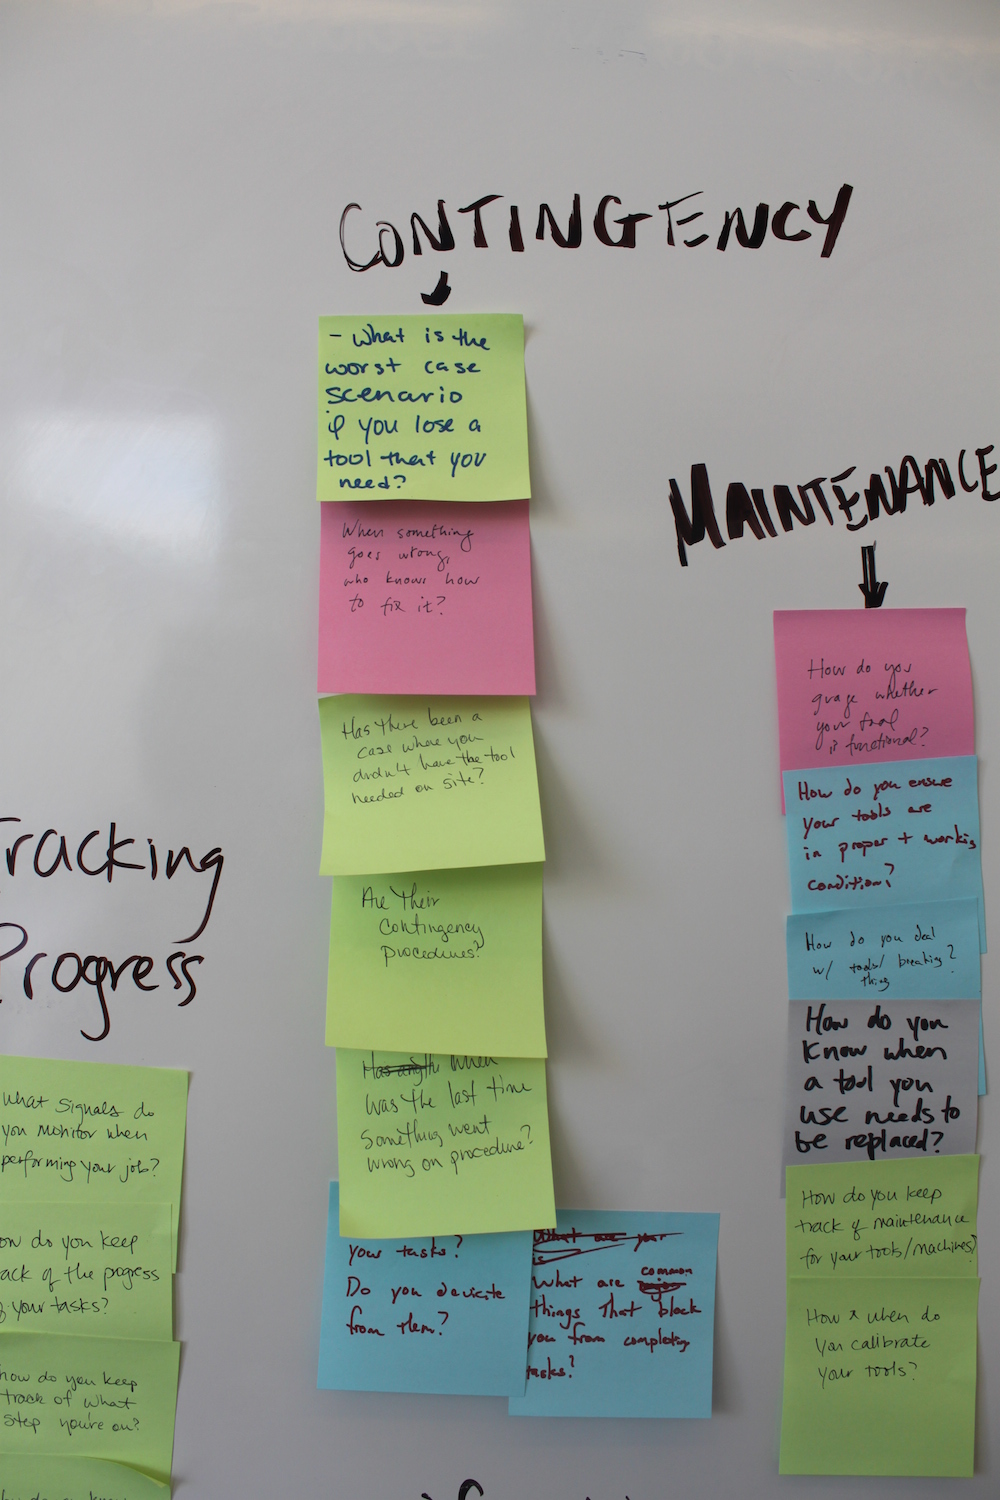 CONTINGENCY
- What is the
worst case
scenario
if you lose a
tool that you
need?
When something
goes wrong,
who knows how
to fix it?
Has there been a
case where you
didn't have the tool
needed on site?
Are their
contingency
procedures?
when
was the last time
something went
wrong on procedure?
your tasks?
Do you deviate
from them?
What are your
is
What are common
things that block
you from completing
tasks?
MAINTENANCE
How do you
guage whether
your tool
is functional?
How do you ensure
your tools are
in proper + working
condition?
How do you deal
w/ tools/ breaking?
thing
How do you
know when
a tool you
use needs to
be replaced?
How do you keep
track of maintenance
for your tools/machines?
How & when do
you calibrate
your tools?
Tracking
Progress
What signals do
you monitor when
performing your job?
ow do you keep
ack of the progress
your tasks?
how do you keep
track of what
step you're on?